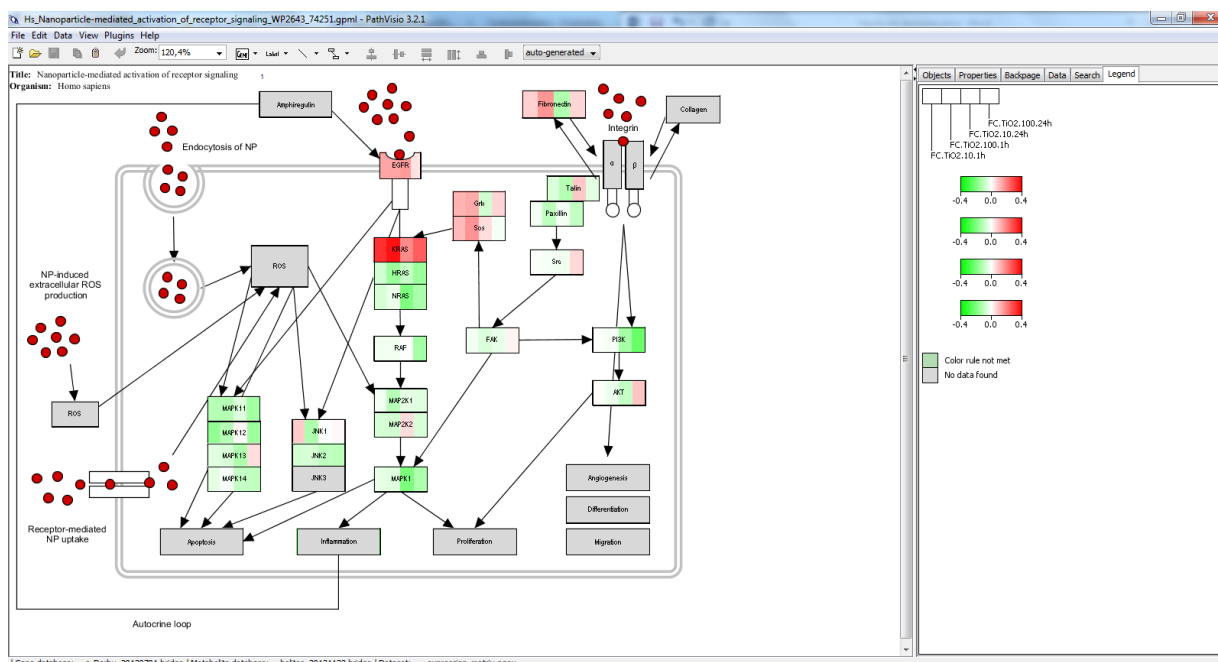 Hs_Nanoparticle-mediated_activation_of_receptor_signaling_WP2643_74251.gpml - PathVisio 3.2.1
File Edit Data View Plugins Help
Zoom: 120,4% Gene Label auto-generated
Title: Nanoparticle-mediated activation of receptor signaling 1
Organism: Homo sapiens
Objects Properties Backpage Data Search Legend
Amphiregulin
Fibronectin
Collagen
Integrin
Endocytosis of NP
EGFR
α β
Talin
Grb
Paxillin
Sos
KRAS
Src
ROS
HRAS
NRAS
NP-induced
extracellular ROS
production
RAF
FAK
PI3K
AKT
MAP2K1
MAP2K2
ROS
MAPK11
MAPK12
MAPK13
MAPK14
JNK1
JNK2
JNK3
MAPK1
Angiogenesis
Differentiation
Migration
Receptor-mediated
NP uptake
Apoptosis
Inflammation
Proliferation
Autocrine loop
FC.TiO2.100.24h
FC.TiO2.10.24h
FC.TiO2.100.1h
FC.TiO2.10.1h
-0.4 0.0 0.4
-0.4 0.0 0.4
-0.4 0.0 0.4
-0.4 0.0 0.4
Color rule not met
No data found